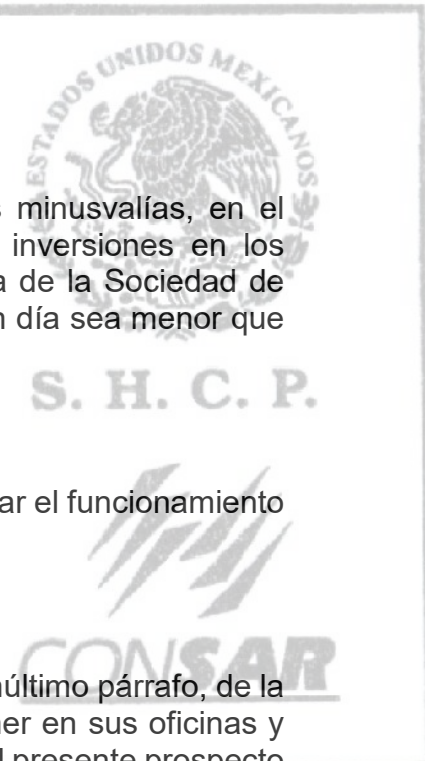 ESTADOS UNIDOS MEXICANOS
minusvalías, en el
inversiones en los
de la Sociedad de
día sea menor que
S. H. C. P.
el funcionamiento
CONSAR
párrafo, de la
en sus oficinas y
presente prospecto